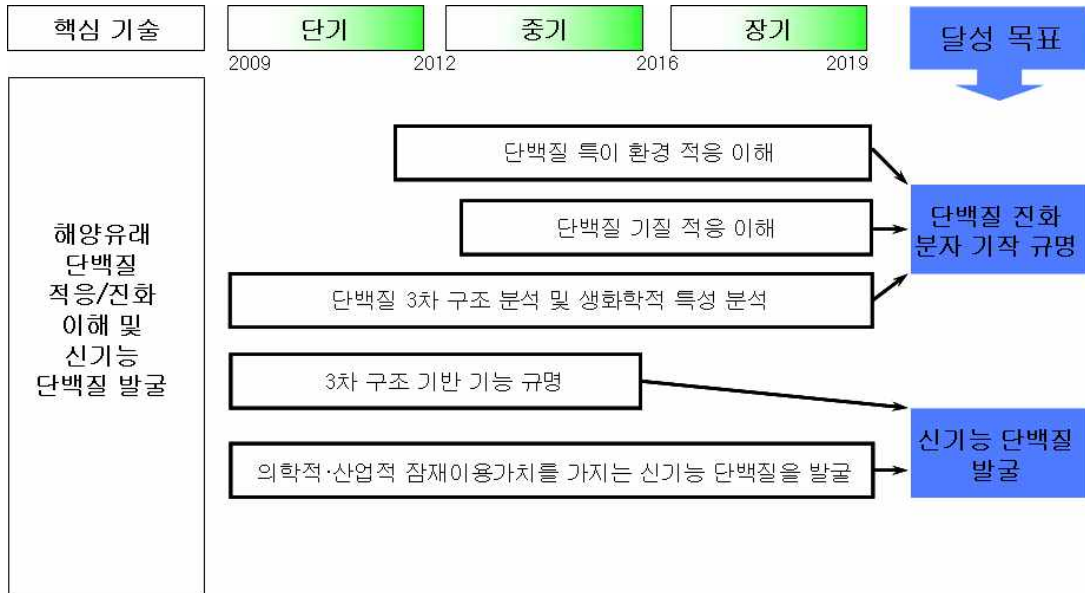 핵심 기술
단기
중기
장기
달성 목표
2009
2012
2016
2019
해양유래
단백질
적응/진화
이해 및
신기능
단백질 발굴
단백질 특이 환경 적응 이해
단백질 기질 적응 이해
단백질 3차 구조 분석 및 생화학적 특성 분석
단백질 진화
분자 기작 규명
3차 구조 기반 기능 규명
의학적·산업적 잠재이용가치를 가지는 신기능 단백질을 발굴
신기능 단백질
발굴